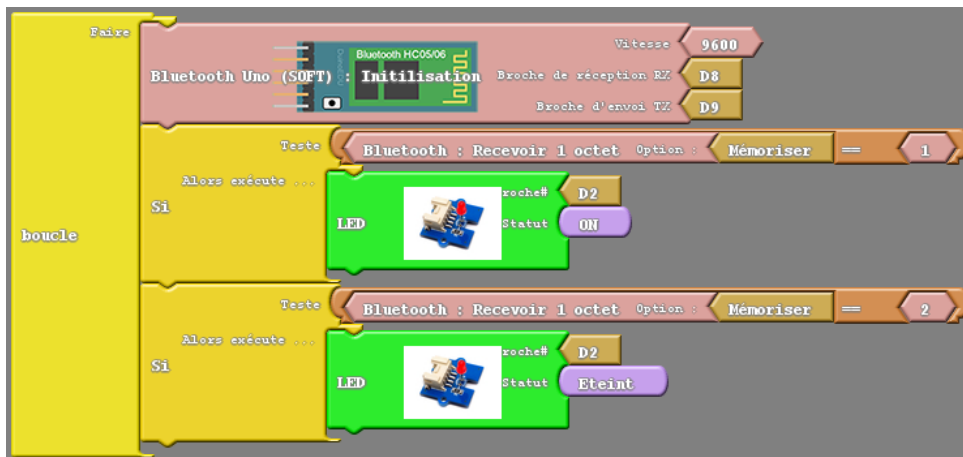 boucle
Faire
Bluetooth Uno (SOFT) : Initilisation
Bluetooth HC05/06
Vitesse 9600
Broche de réception RX D8
Broche d'envoi TX D9
Si
Teste
Bluetooth : Recevoir 1 octet Option : Mémoriser == 1
Alors exécute ...
LED
roche# D2
Statut ON
Si
Teste
Bluetooth : Recevoir 1 octet Option : Mémoriser == 2
Alors exécute ...
LED
roche# D2
Statut Eteint